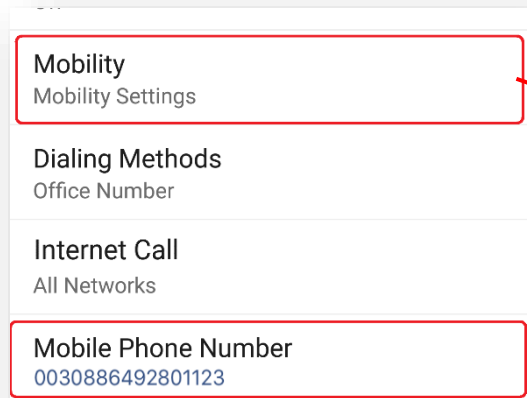 Mobility
Mobility Settings
Dialing Methods
Office Number
Internet Call
All Networks
Mobile Phone Number
0030886492801123